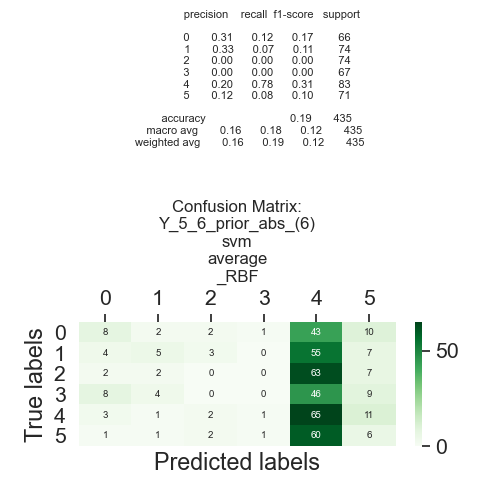 precision recall f1-score support
0 0.31 0.12 0.17 66
1 0.33 0.07 0.11 74
2 0.00 0.00 0.00 74
3 0.00 0.00 0.00 67
4 0.20 0.78 0.31 83
5 0.12 0.08 0.10 71
accuracy 0.19 435
macro avg 0.16 0.18 0.12 435
weighted avg 0.16 0.19 0.12 435
Confusion Matrix:
Y_5_6_prior_abs_(6)
svm
average
_RBF
0 1 2 3 4 5
0 8 2 2 1 43 10
1 4 5 3 0 55 7
2 2 2 0 0 63 7
3 8 4 0 0 46 9
4 3 1 2 1 65 11
5 1 1 2 1 60 6
True labels
Predicted labels
50
0